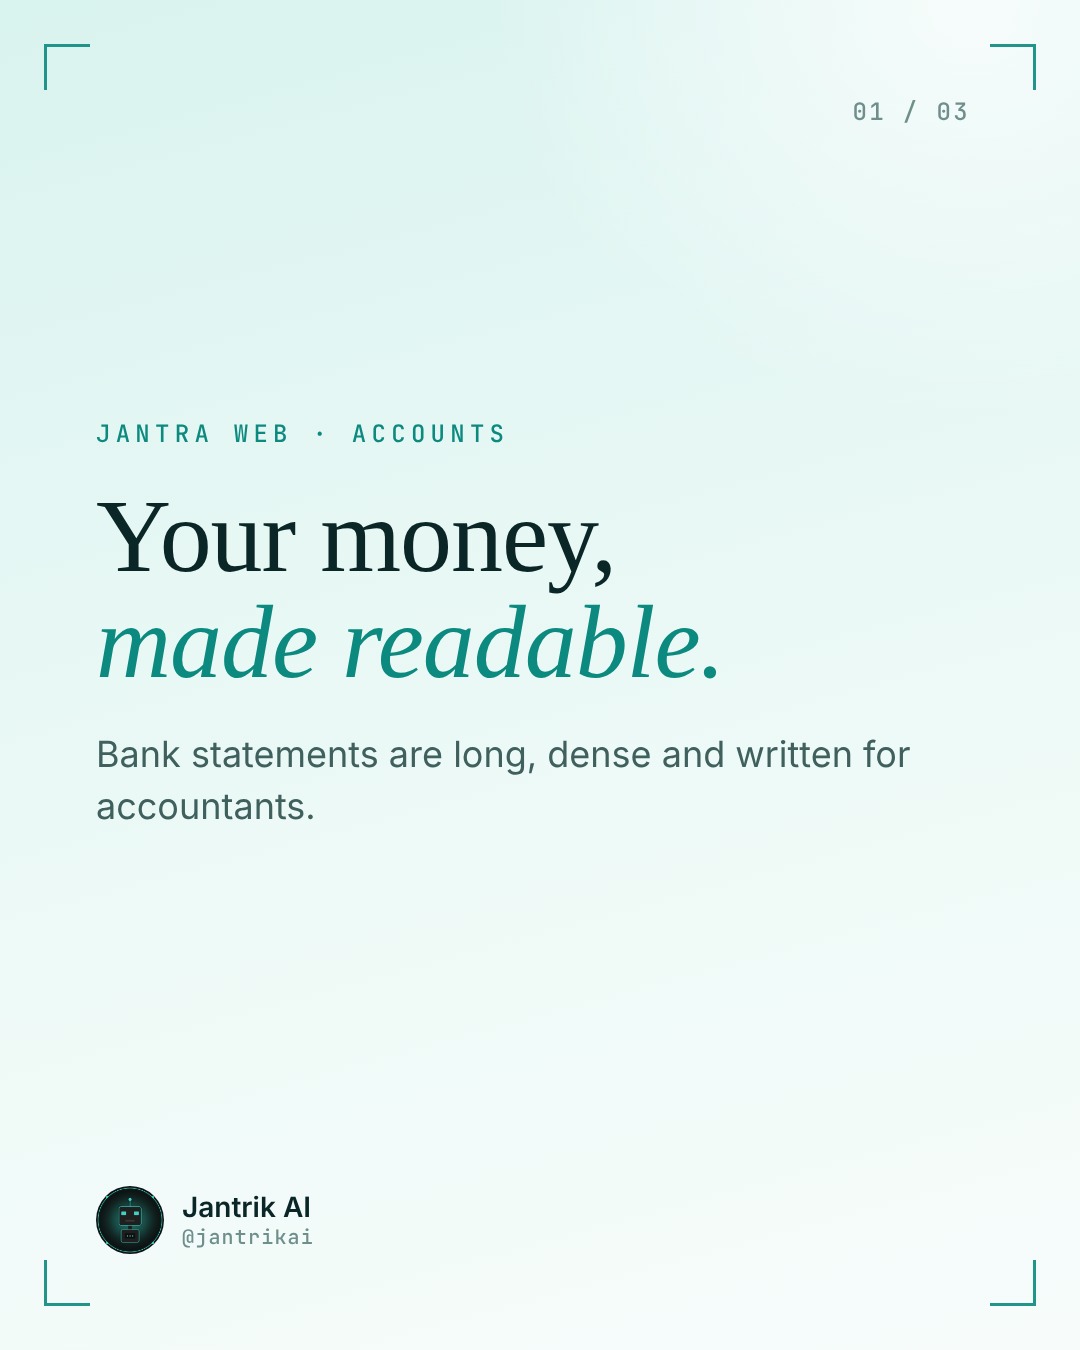 01 / 03
JANTRA WEB · ACCOUNTS
Your money,
made readable.
Bank statements are long, dense and written for
accountants.
Jantrik AI
@jantrikai